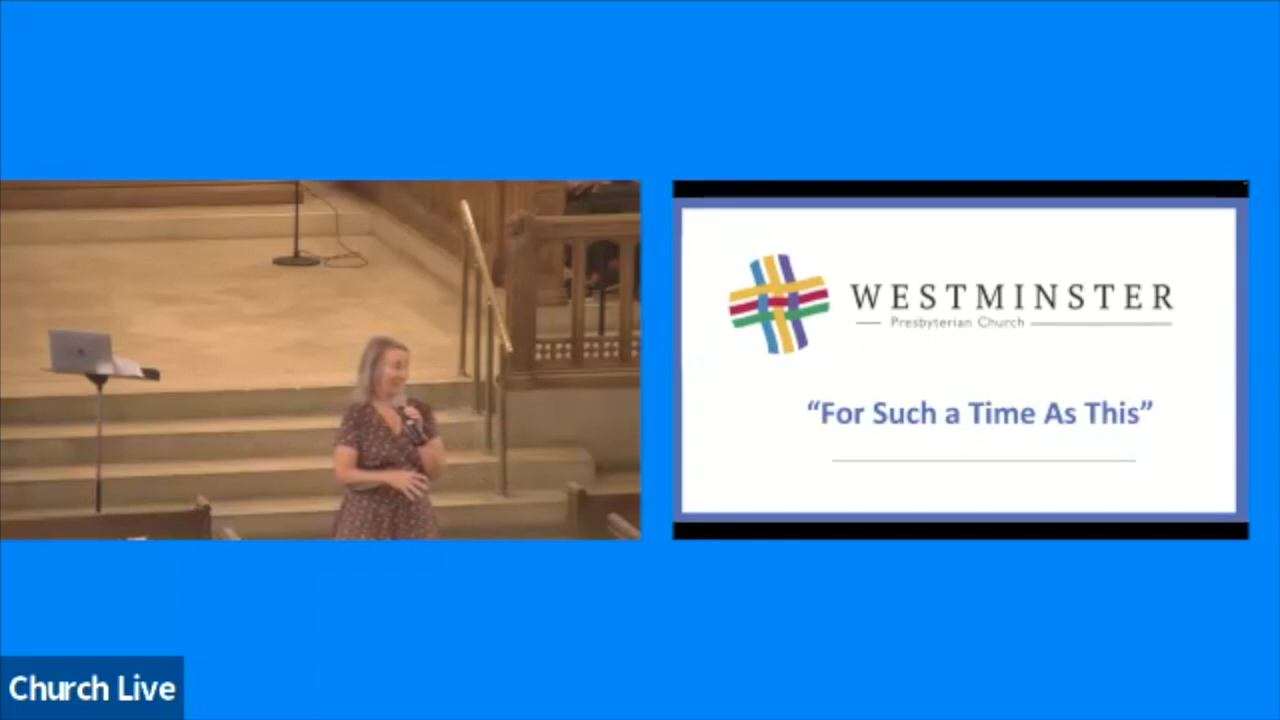 WESTMINSTER
Presbyterian Church
“For Such a Time As This”
Church Live